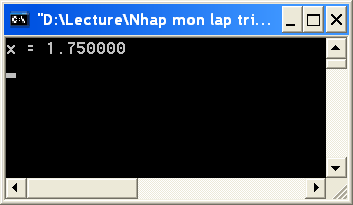 "D:\Lecture\Nhap mon lap tri...
x = 1.750000